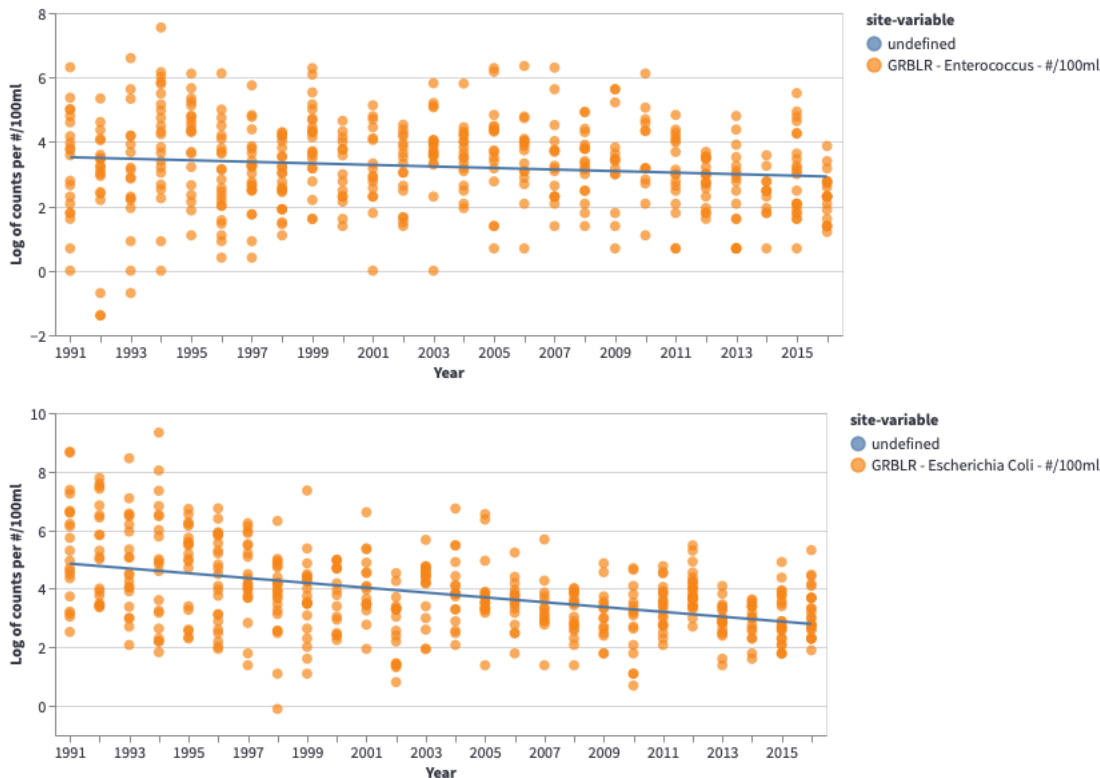 8
6
4
2
0
−2
Log of counts per #/100ml
1991 1993 1995 1997 1999 2001 2003 2005 2007 2009 2011 2013 2015
Year
site-variable
undefined
GRBLR - Enterococcus - #/100ml
10
8
6
4
2
0
Log of counts per #/100ml
1991 1993 1995 1997 1999 2001 2003 2005 2007 2009 2011 2013 2015
Year
site-variable
undefined
GRBLR - Escherichia Coli - #/100ml